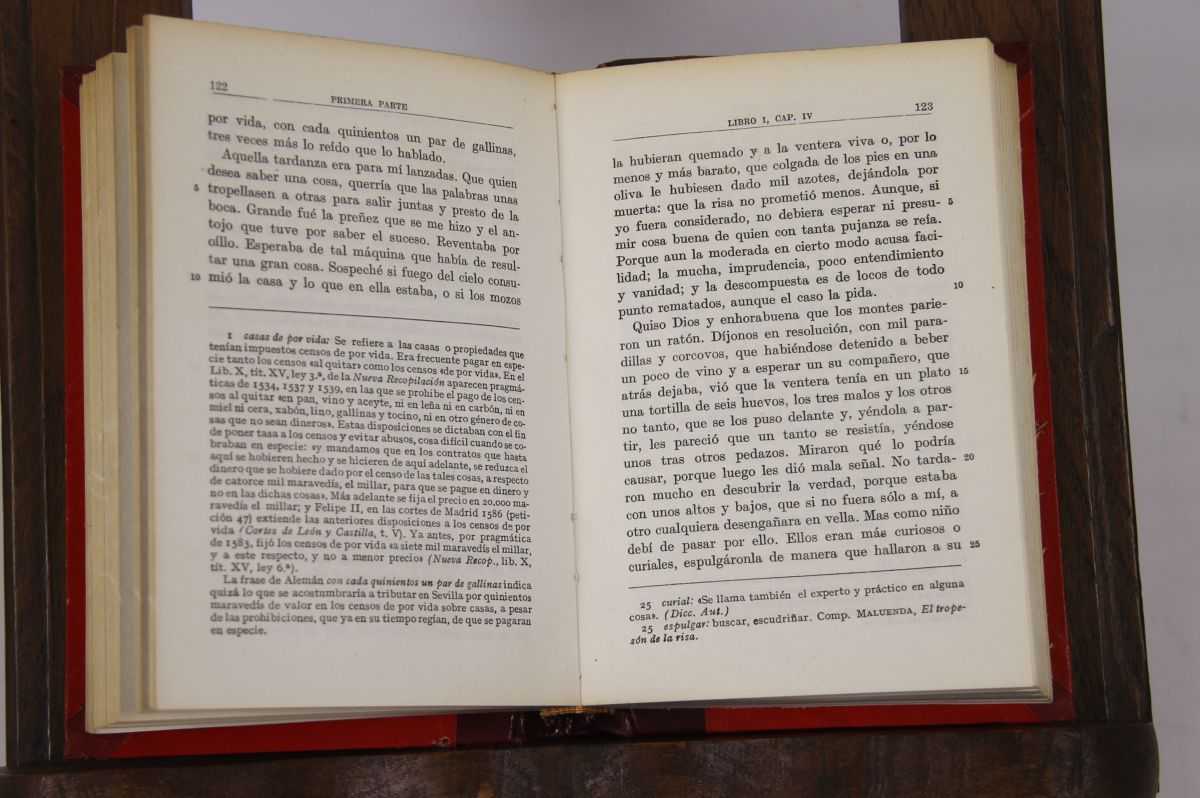 122
PRIMERA PARTE
por vida, con cada quinientos un par de gallinas,
tres veces más lo reído que lo hablado.
Aquella tardanza era para mí lanzadas. Que quien
desea saber una cosa, querría que las palabras unas
5 tropellasen a otras para salir juntas y presto de la
boca. Grande fué la preñez que se me hizo y el an-
tojo que tuve por saber el suceso. Reventaba por
oíllo. Esperaba de tal máquina que había de resul-
tar una gran cosa. Sospeché si fuego del cielo consu-
10 mió la casa y lo que en ella estaba, o si los mozos
1 casas de por vida: Se refiere a las casas o propiedades que
tenían impuestos censos de por vida. Era frecuente pagar en espe-
cie tanto los censos «al quitar» como los censos «de por vida». En el
Lib. X, tít. XV, ley 3.ª, de la Nueva Recopilación aparecen pragmá-
ticas de 1534, 1537 y 1539, en las que se prohibe el pago de los cen-
sos al quitar «en pan, vino y aceyte, ni en leña ni en carbón, ni en
miel ni cera, xabón, lino, gallinas y tocino, ni en otro género de co-
sas que no sean dineros». Estas disposiciones se dictaban con el fin
de poner tasa a los censos y evitar abusos, cosa difícil cuando se co-
braban en especie: «y mandamos que en los contratos que hasta
aquí se hobieren hecho y se hicieren de aquí adelante, se reduzca el
dinero que se hobiere dado por el censo de las tales cosas, a respecto
de catorce mil maravedís, el millar, para que se pague en dinero y
no en las dichas cosas». Más adelante se fija el precio en 20.000 ma-
ravedís el millar; y Felipe II, en las cortes de Madrid 1586 (peti-
ción 47) extiende las anteriores disposiciones a los censos de por
vida (Cortes de León y Castilla, t. V). Ya antes, por pragmática
de 1583, fijó los censos de por vida «a siete mil maravedís el millar,
y a este respecto, y no a menor precio» (Nueva Recop., lib. X,
tít. XV, ley 6.ª).
La frase de Alemán con cada quinientos un par de gallinas indica
quizá lo que se acostumbraría a tributar en Sevilla por quinientos
maravedís de valor en los censos de por vida sobre casas, a pesar
de las prohibiciones, que ya en su tiempo regían, de que se pagaran
en especie.
LIBRO I, CAP. IV
123
la hubieran quemado y a la ventera viva o, por lo
menos y más barato, que colgada de los pies en una
oliva le hubiesen dado mil azotes, dejándola por
muerta: que la risa no prometió menos. Aunque, si
yo fuera considerado, no debiera esperar ni presu- 5
mir cosa buena de quien con tanta pujanza se reía.
Porque aun la moderada en cierto modo acusa faci-
lidad; la mucha, imprudencia, poco entendimiento
y vanidad; y la descompuesta es de locos de todo
punto rematados, aunque el caso la pida. 10
Quiso Dios y enhorabuena que los montes parie-
ron un ratón. Díjonos en resolución, con mil para-
dillas y corcovos, que habiéndose detenido a beber
un poco de vino y a esperar un su compañero, que
atrás dejaba, vió que la ventera tenía en un plato 15
una tortilla de seis huevos, los tres malos y los otros
no tanto, que se los puso delante y, yéndola a par-
tir, les pareció que un tanto se resistía, yéndose
unos tras otros pedazos. Miraron qué lo podría
causar, porque luego les dió mala señal. No tarda- 20
ron mucho en descubrir la verdad, porque estaba
con unos altos y bajos, que si no fuera sólo a mí, a
otro cualquiera desengañara en vella. Mas como niño
debí de pasar por ello. Ellos eran más curiosos o
curiales, espulgáronla de manera que hallaron a su 25
25 curial: «Se llama también el experto y práctico en alguna
cosa». (Dicc. Aut.)
25 espulgar: buscar, escudriñar. Comp. MALUENDA, El trope-
zón de la risa.